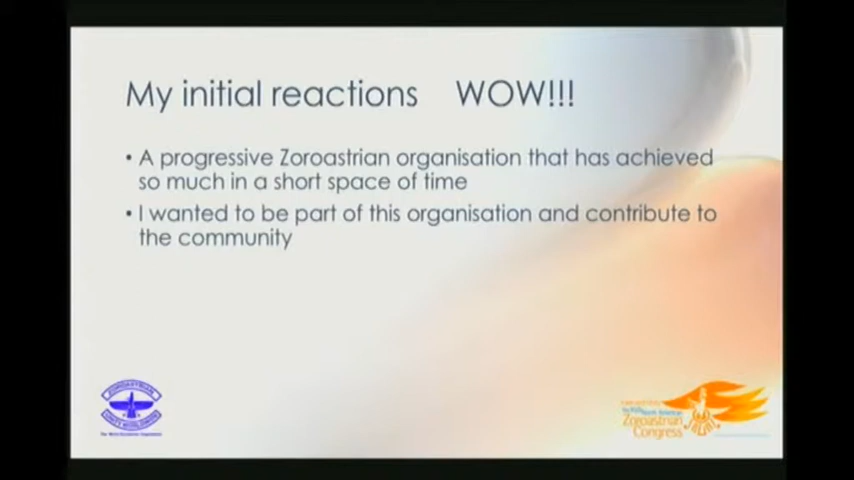 My initial reactions WOW!!!
• A progressive Zoroastrian organisation that has achieved
so much in a short space of time
• I wanted to be part of this organisation and contribute to
the community
ZOROASTRIAN
North American
Zoroastrian
Congress